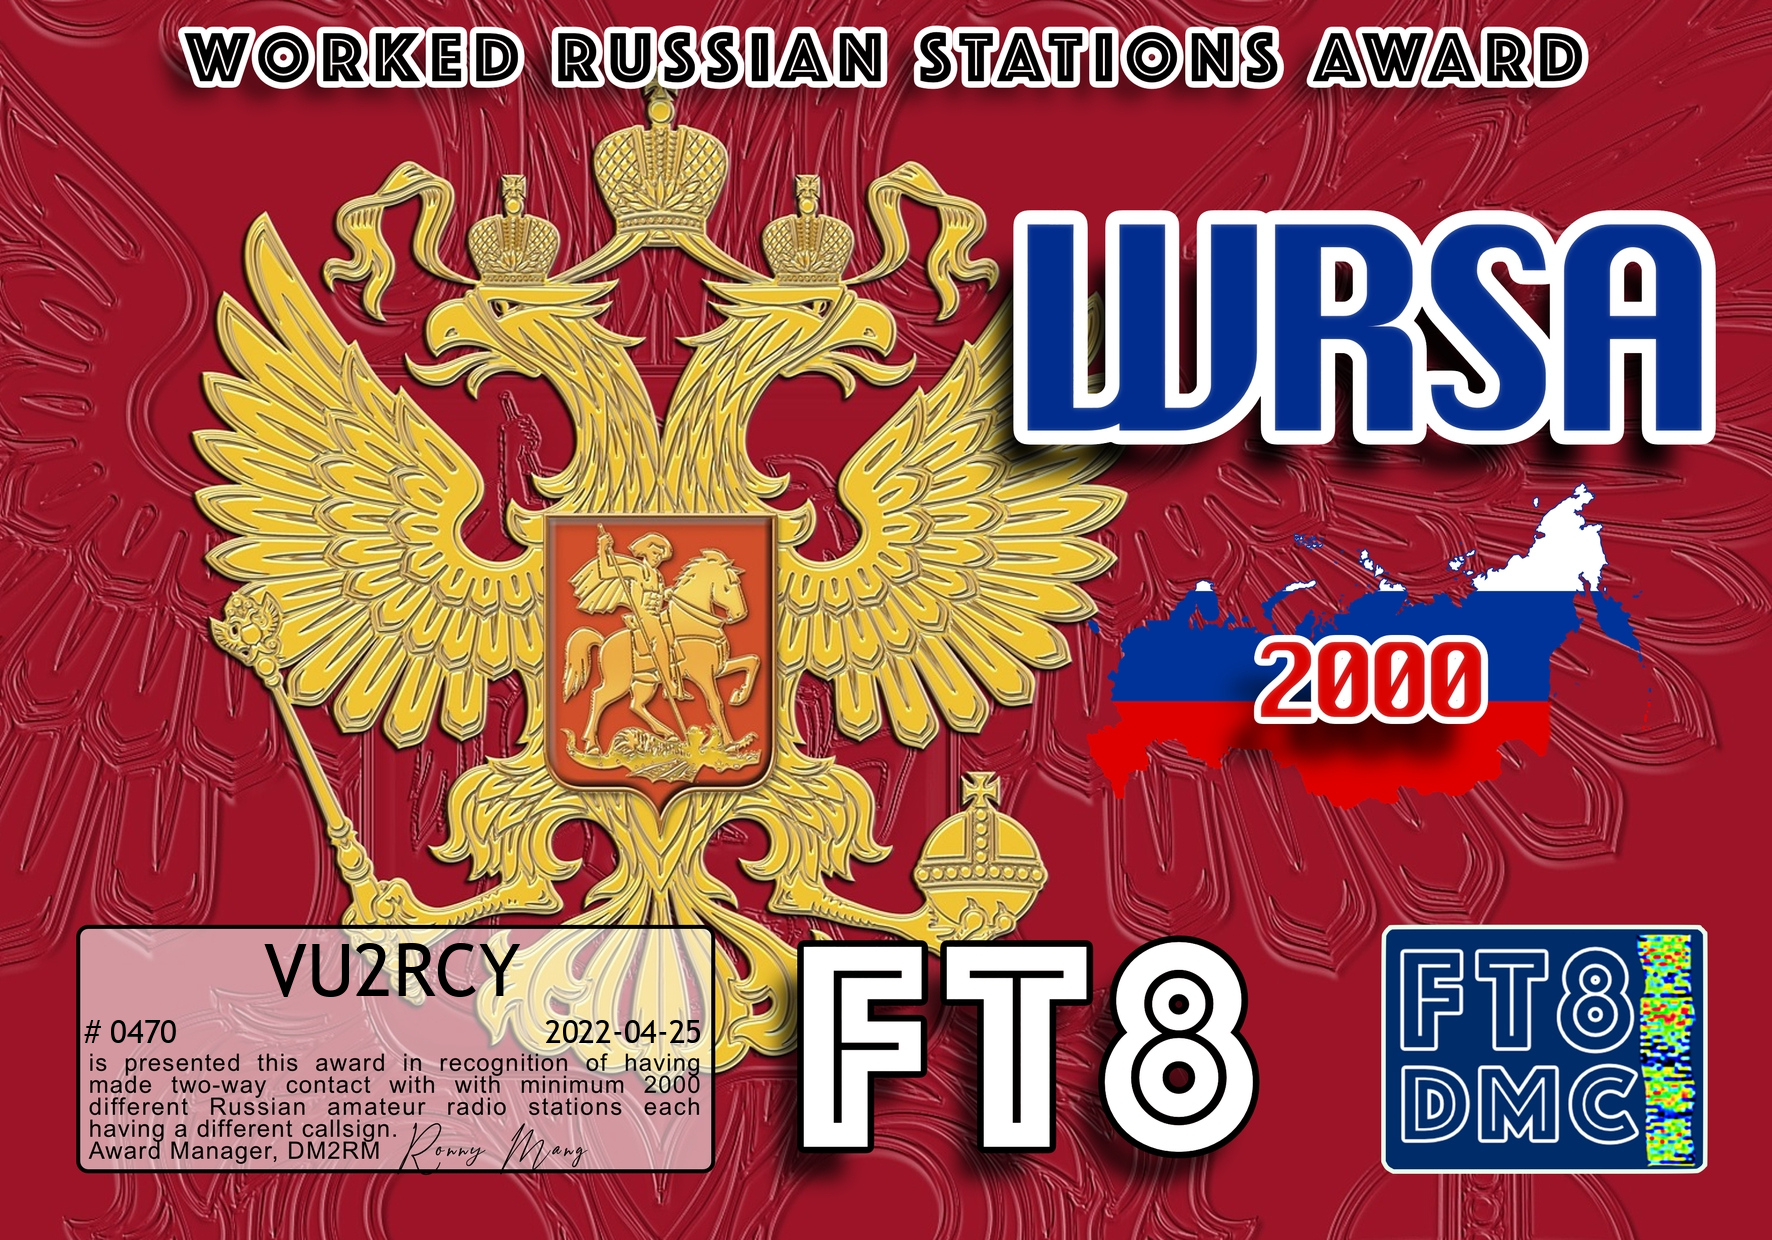 WORKED RUSSIAN STATIONS AWARD
WRSA
2000
VU2RCY
# 0470 2022-04-25
is presented this award in recognition of having
made two-way contact with with minimum 2000
different Russian amateur radio stations each
having a different callsign.
Award Manager, DM2RM Ronny Mang
FT8
FT8
DMC